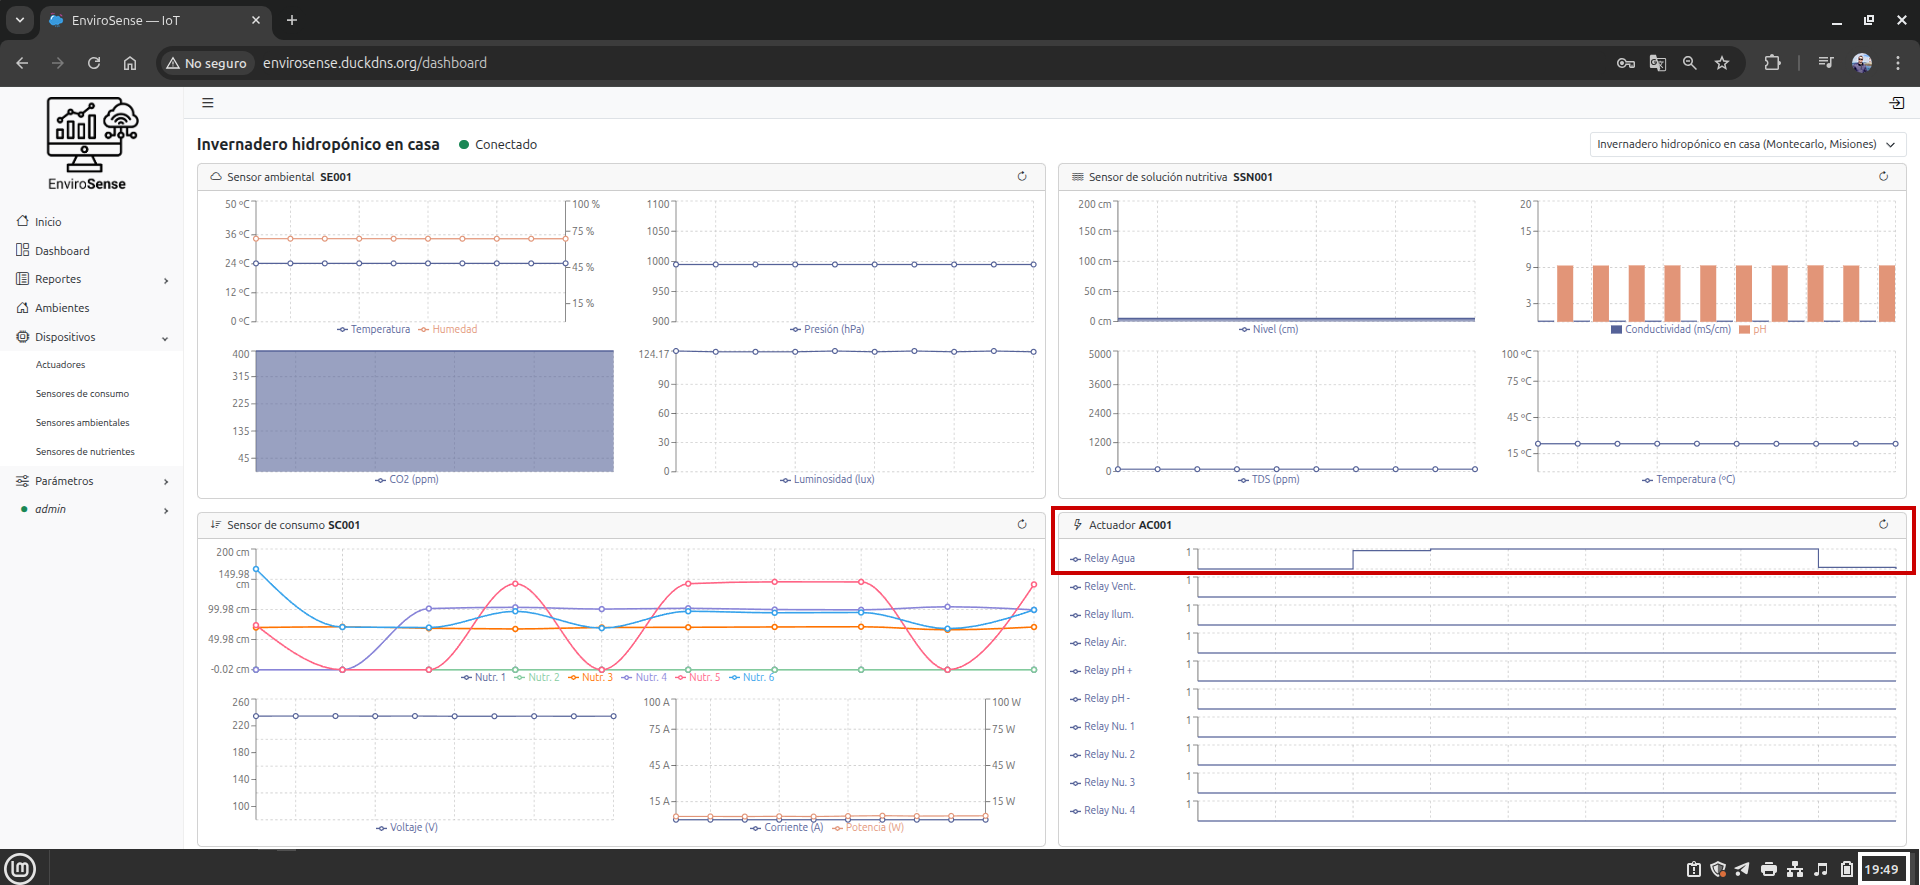 EnviroSense — IoT
No seguro
envirosense.duckdns.org/dashboard
EnviroSense
Inicio
Dashboard
Reportes
Ambientes
Dispositivos
Actuadores
Sensores de consumo
Sensores ambientales
Sensores de nutrientes
Parámetros
admin
Invernadero hidropónico en casa
Conectado
Invernadero hidropónico en casa (Montecarlo, Misiones)
Sensor ambiental SE001
50 ºC
36 ºC
24 ºC
12 ºC
0 ºC
100 %
75 %
45 %
15 %
Temperatura
Humedad
1100
1050
1000
950
900
Presión (hPa)
400
315
225
135
45
CO2 (ppm)
124.17
90
60
30
0
Luminosidad (lux)
Sensor de solución nutritiva SSN001
200 cm
150 cm
100 cm
50 cm
0 cm
Nivel (cm)
20
15
9
3
Conductividad (mS/cm)
pH
5000
3600
2400
1200
0
TDS (ppm)
100 ºC
75 ºC
45 ºC
15 ºC
Temperatura (ºC)
Sensor de consumo SC001
200 cm
149.98
cm
99.98 cm
49.98 cm
-0.02 cm
Nutr. 1
Nutr. 2
Nutr. 3
Nutr. 4
Nutr. 5
Nutr. 6
260
220
180
140
100
Voltaje (V)
100 A
75 A
45 A
15 A
100 W
75 W
45 W
15 W
Corriente (A)
Potencia (W)
Actuador AC001
Relay Agua
1
Relay Vent.
1
Relay Ilum.
1
Relay Air.
1
Relay pH +
1
Relay pH -
1
Relay Nu. 1
1
Relay Nu. 2
1
Relay Nu. 3
1
Relay Nu. 4
1
19:49